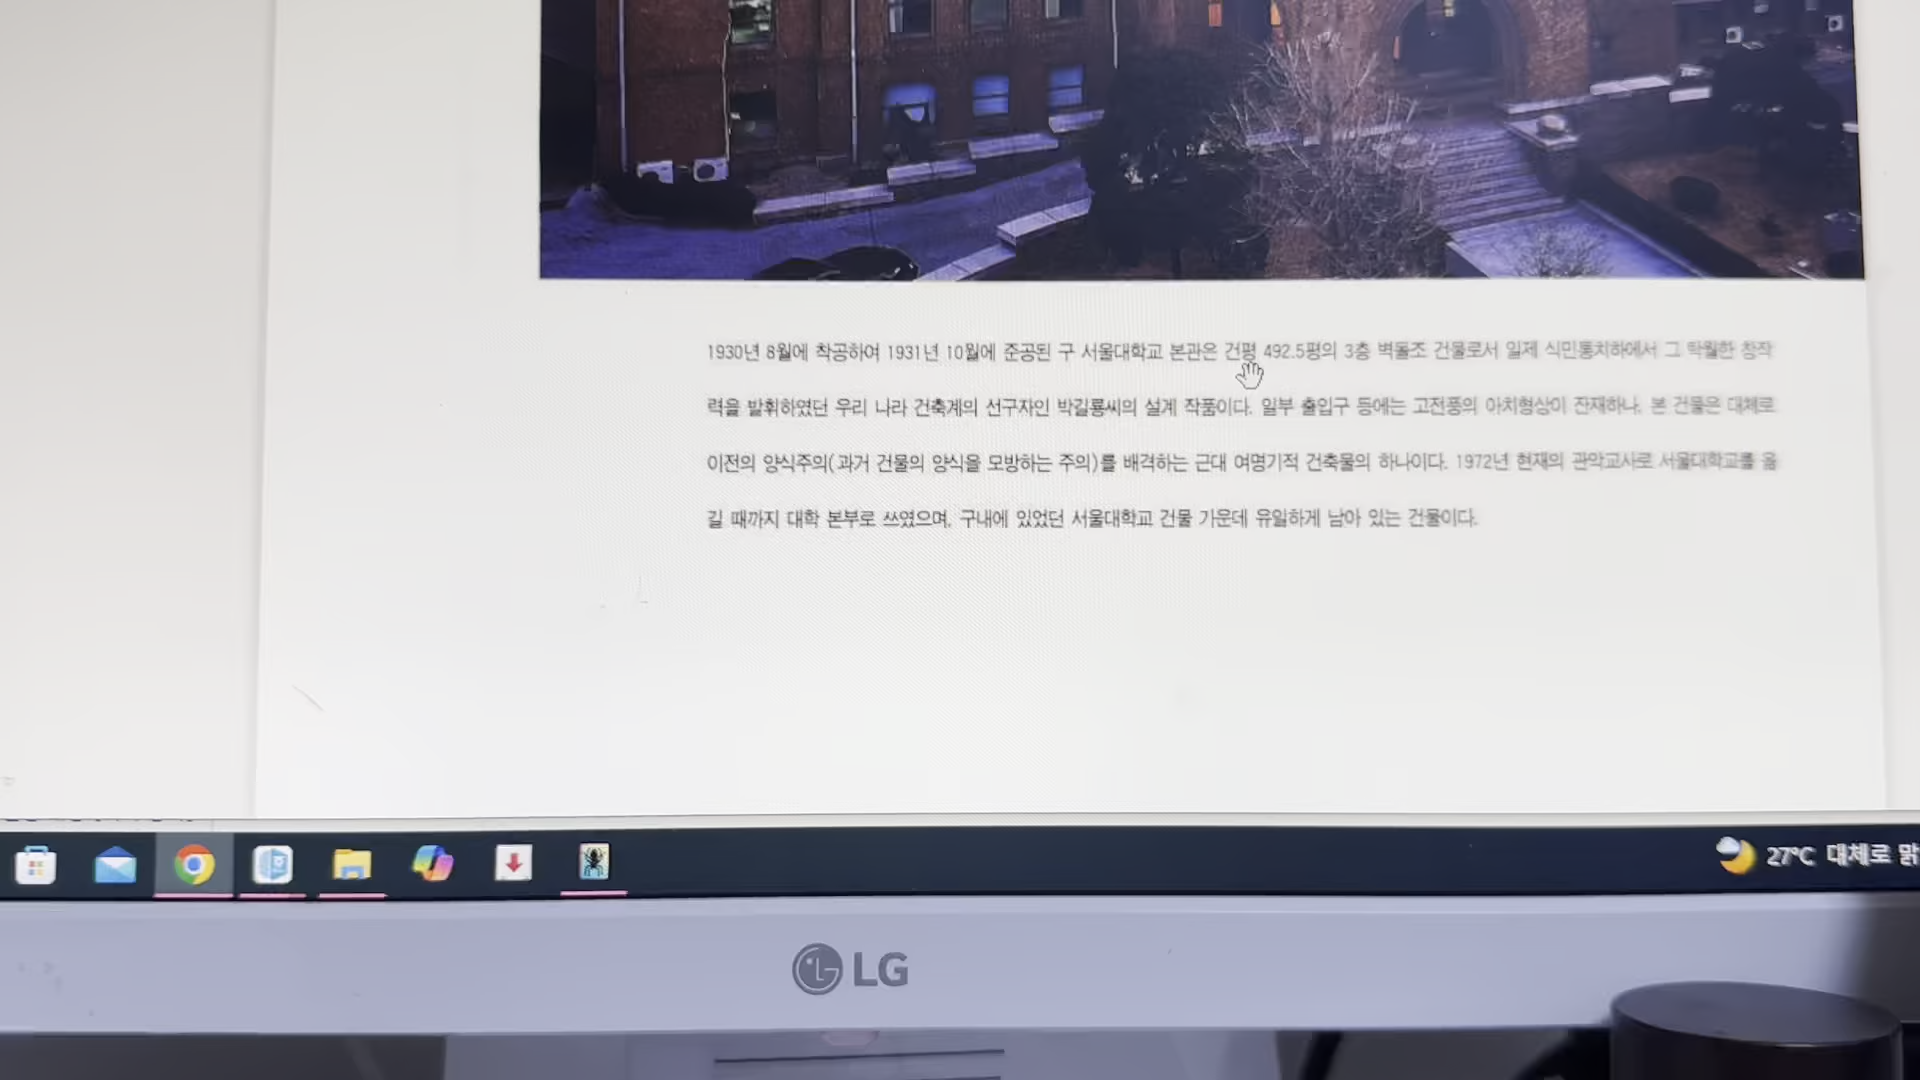 1930년 8월에 착공하여 1931년 10월에 준공된 구 서울대학교 본관은 건평 492.5평의 3층 벽돌조 건물로서 일제 식민통치하에서 그 탁월한 창작
력을 발휘하였던 우리 나라 건축계의 선구자인 박길룡씨의 설계 작품이다. 일부 출입구 등에는 고전풍의 아치형상이 잔재하나, 본 건물은 대체로
이전의 양식주의(과거 건물의 양식을 모방하는 주의)를 배격하는 근대 여명기적 건축물의 하나이다. 1972년 현재의 관악교사로 서울대학교를 옮
길 때까지 대학 본부로 쓰였으며, 구내에 있었던 서울대학교 건물 가운데 유일하게 남아 있는 건물이다.
27°C 대체로 맑
LG